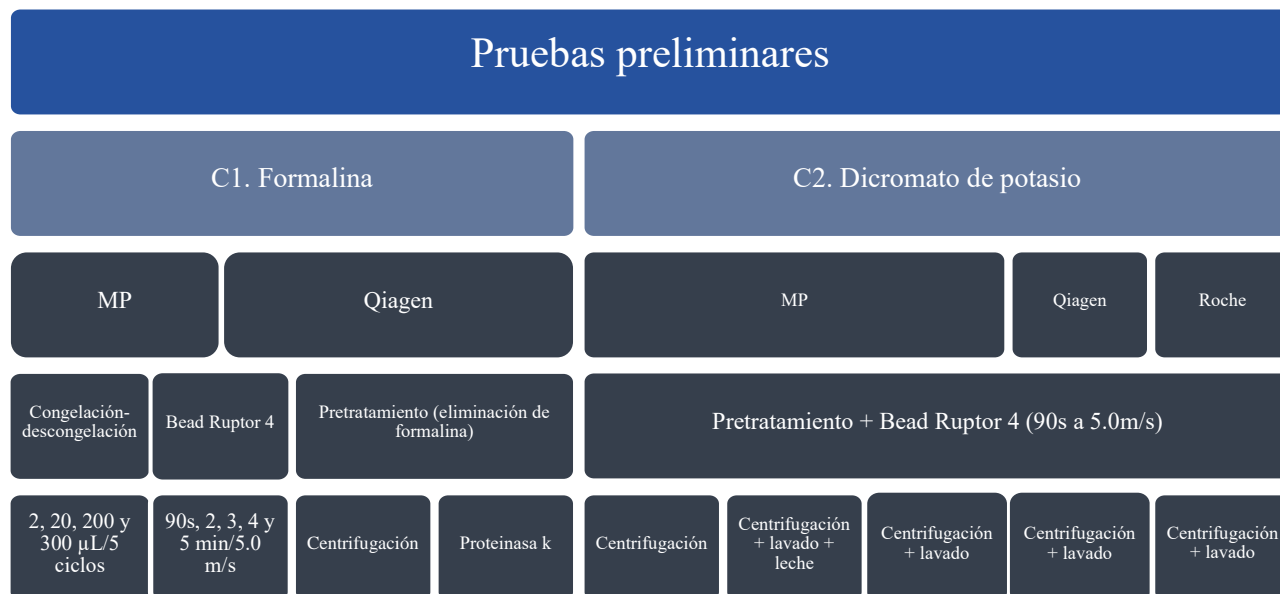 Pruebas preliminares
C1. Formalina
C2. Dicromato de potasio
MP
Qiagen
MP
Qiagen
Roche
Congelación-
descongelación
Bead Ruptor 4
Pretratamiento (eliminación de
formalina)
Pretratamiento + Bead Ruptor 4 (90s a 5.0m/s)
2, 20, 200 y
300 µL/5
ciclos
90s, 2, 3, 4 y
5 min/5.0
m/s
Centrifugación
Proteinasa k
Centrifugación
Centrifugación
+ lavado +
leche
Centrifugación
+ lavado
Centrifugación
+ lavado
Centrifugación
+ lavado